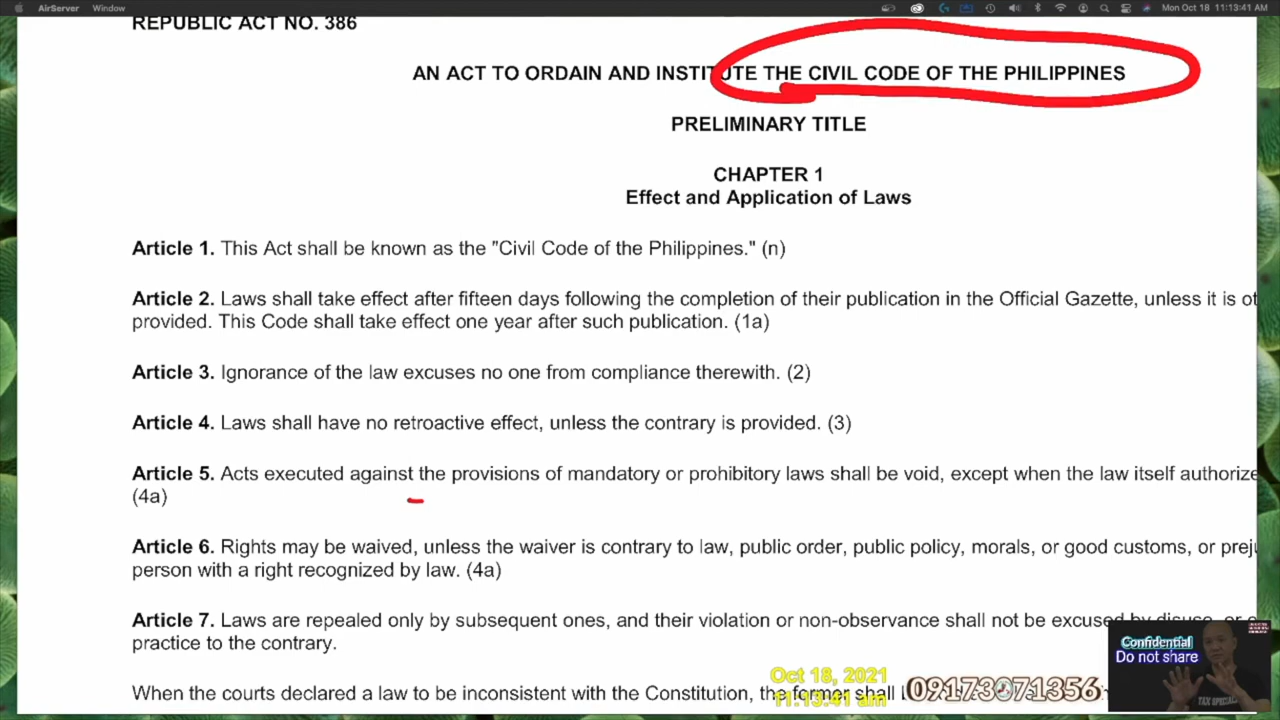 AirServer Window Mon Oct 18 11:13:41 AM
REPUBLIC ACT NO. 386
AN ACT TO ORDAIN AND INSTITUTE THE CIVIL CODE OF THE PHILIPPINES
PRELIMINARY TITLE
CHAPTER 1
Effect and Application of Laws
Article 1. This Act shall be known as the "Civil Code of the Philippines." (n)
Article 2. Laws shall take effect after fifteen days following the completion of their publication in the Official Gazette, unless it is
provided. This Code shall take effect one year after such publication. (1a)
Article 3. Ignorance of the law excuses no one from compliance therewith. (2)
Article 4. Laws shall have no retroactive effect, unless the contrary is provided. (3)
Article 5. Acts executed against the provisions of mandatory or prohibitory laws shall be void, except when the law itself authorize
(4a)
Article 6. Rights may be waived, unless the waiver is contrary to law, public order, public policy, morals, or good customs, or
person with a right recognized by law. (4a)
Article 7. Laws are repealed only by subsequent ones, and their violation or non-observance shall not be excused by disuse, or
practice to the contrary.
When the courts declared a law to be inconsistent with the Constitution, the former shall
Confidential
Do not share
Oct 18, 2021
11:13:41 am
09173071356